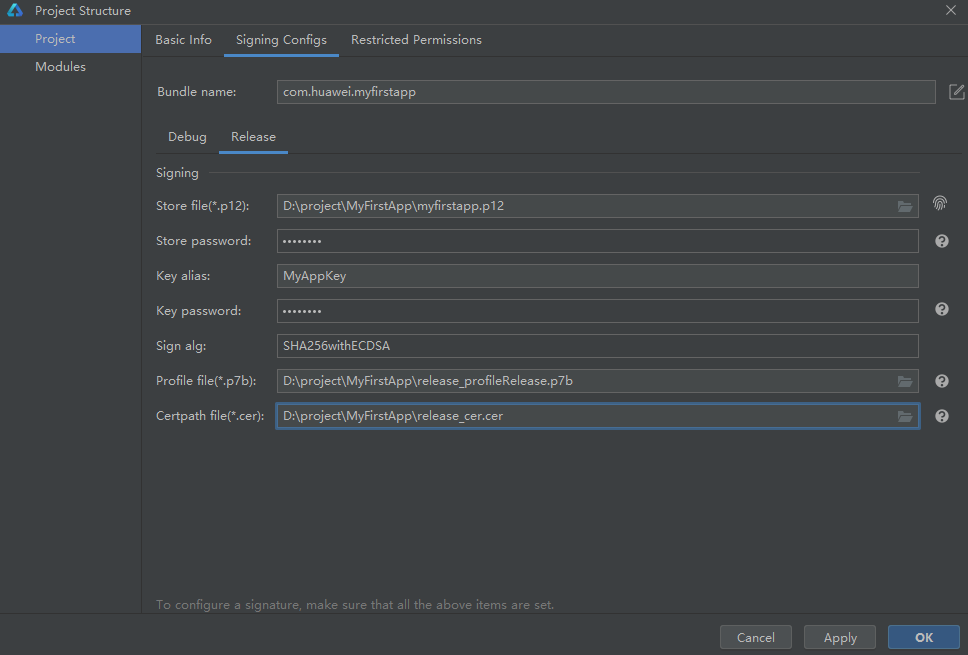 Project Structure
Project
Modules
Basic Info Signing Configs Restricted Permissions
Bundle name: com.huawei.myfirstapp
Debug Release
Signing
Store file(*.p12): D:\project\MyFirstApp\myfirstapp.p12
Store password: ••••••••
Key alias: MyAppKey
Key password: ••••••••
Sign alg: SHA256withECDSA
Profile file(*.p7b): D:\project\MyFirstApp\release_profileRelease.p7b
Certpath file(*.cer): D:\project\MyFirstApp\release_cer.cer
To configure a signature, make sure that all the above items are set.
Cancel Apply OK